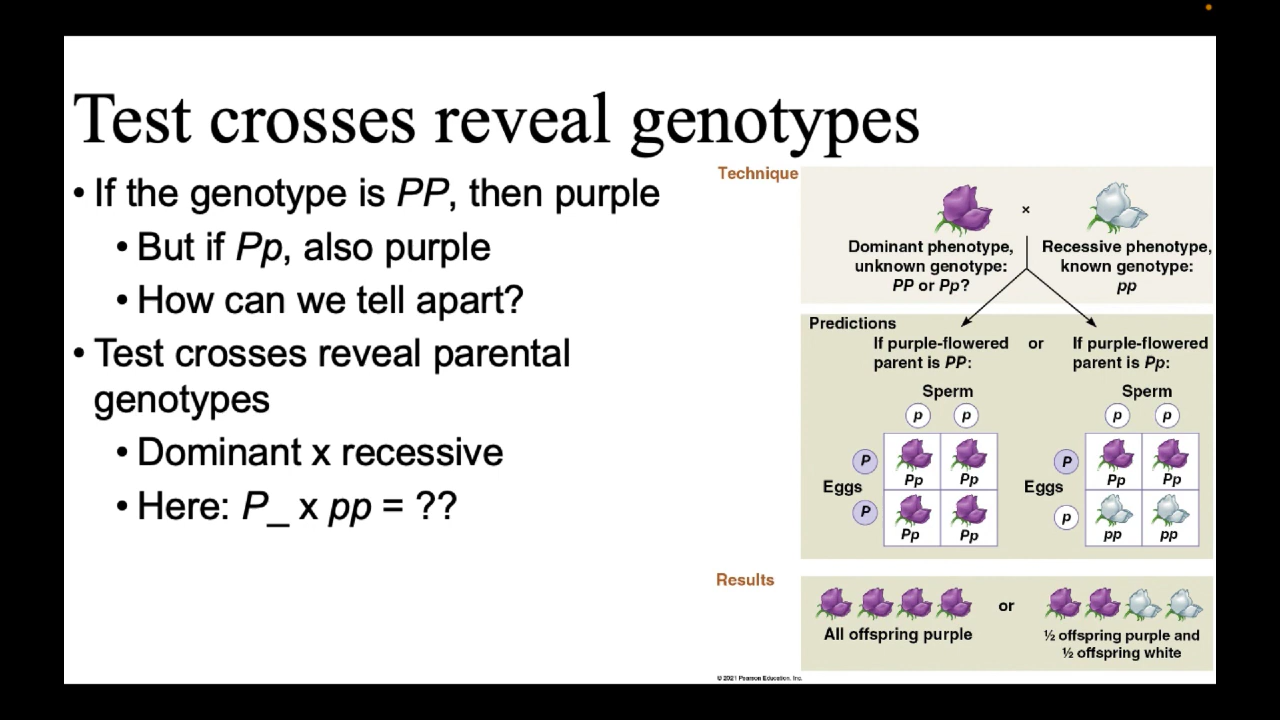 Test crosses reveal genotypes
• If the genotype is PP, then purple
• But if Pp, also purple
• How can we tell apart?
• Test crosses reveal parental
genotypes
• Dominant x recessive
• Here: P_ x pp = ??
Technique
×
Dominant phenotype,
unknown genotype:
PP or Pp?
Recessive phenotype,
known genotype:
pp
Predictions
If purple-flowered
parent is PP:
or
If purple-flowered
parent is Pp:
Sperm
p p
Eggs
P
P
Pp Pp
Pp Pp
Sperm
p p
Eggs
P
p
Pp Pp
pp pp
Results
All offspring purple
or
½ offspring purple and
½ offspring white
© 2021 Pearson Education, Inc.